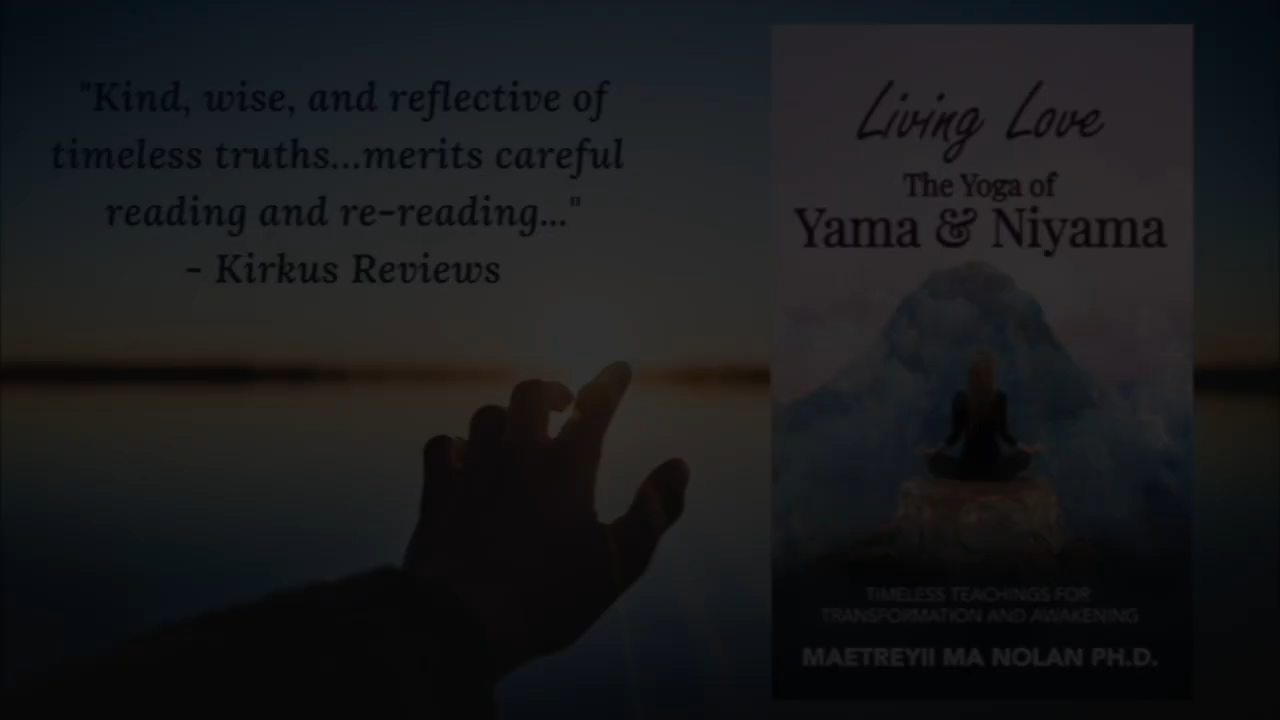 "Kind, wise, and reflective of
timeless truths...merits careful
reading and re-reading..."
- Kirkus Reviews
Living Love
The Yoga of
Yama & Niyama
TIMELESS TEACHINGS FOR
TRANSFORMATION AND AWAKENING
MAETREYII MA NOLAN PH.D.